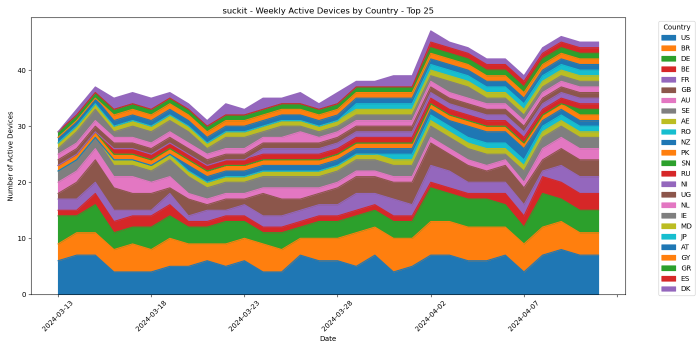 suckit - Weekly Active Devices by Country - Top 25
Number of Active Devices
40
30
20
10
0
2024-03-13
2024-03-18
2024-03-23
2024-03-28
2024-04-02
2024-04-07
Date
Country
US
BR
DE
BE
FR
GB
AU
SE
AE
RO
NZ
PK
SN
RU
NI
UG
NL
IE
MD
JP
AT
GY
GR
ES
DK